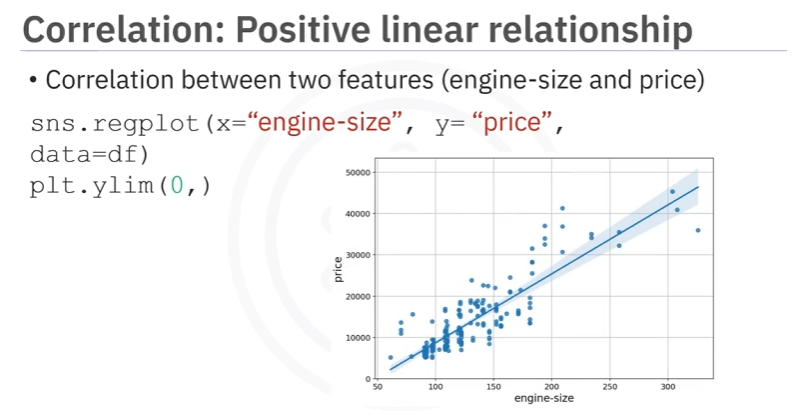 Correlation: Positive linear relationship
• Correlation between two features (engine-size and price)
sns.regplot(x=“engine-size”, y= “price”,
data=df)
plt.ylim(0,)
50000
40000
30000
20000
10000
0
price
50 100 150 200 250 300
engine-size